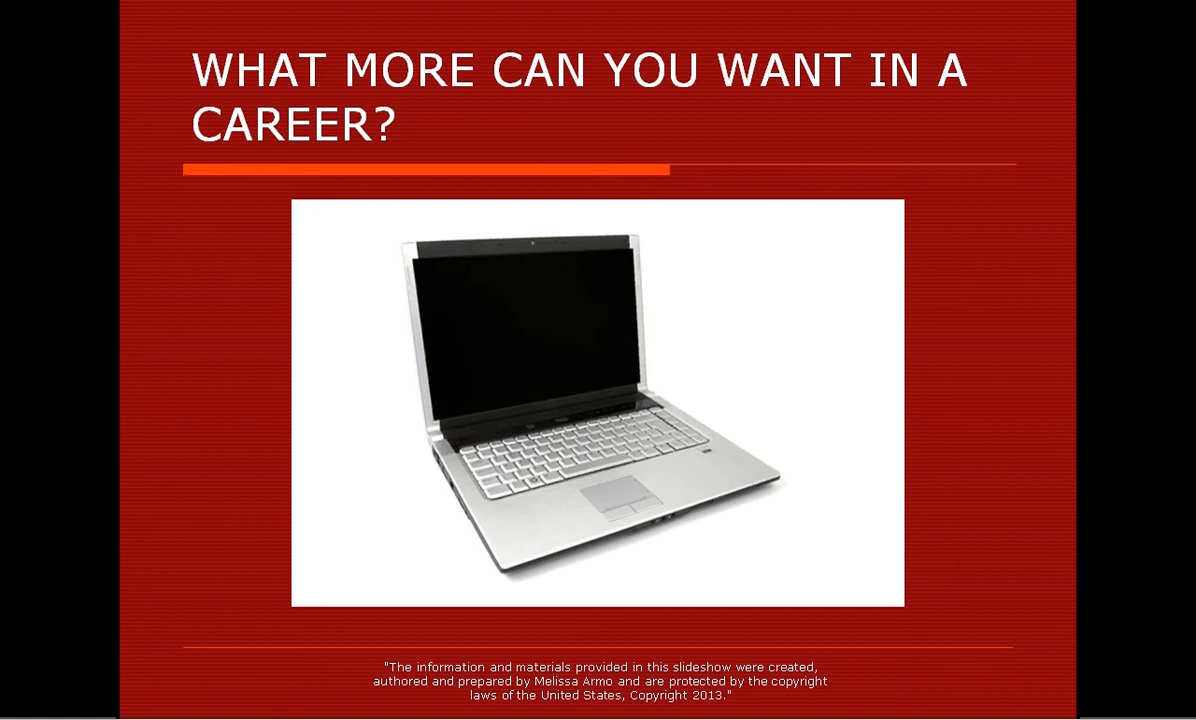 WHAT MORE CAN YOU WANT IN A
CAREER?
"The information and materials provided in this slideshow were created,
authored and prepared by Melissa Armo and are protected by the copyright
laws of the United States, Copyright 2013."